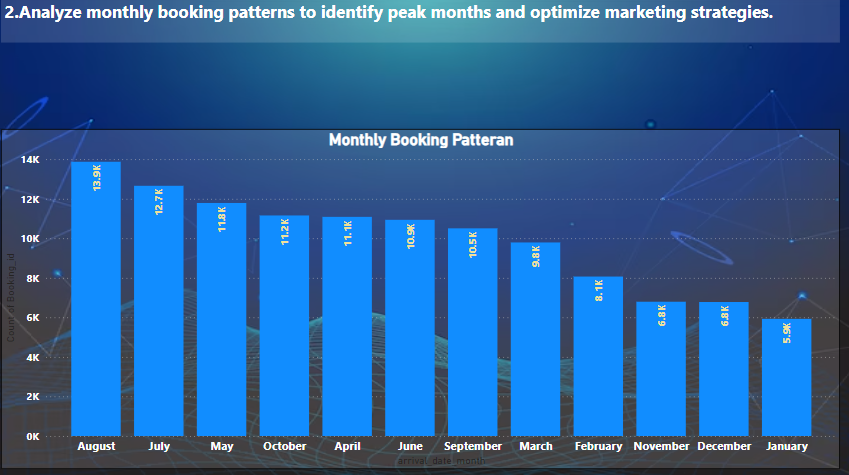 2.Analyze monthly booking patterns to identify peak months and optimize marketing strategies.
Monthly Booking Patteran
14K
12K
10K
8K
6K
4K
2K
0K
Count of Booking_id
13.9K
12.7K
11.8K
11.2K
11.1K
10.9K
10.5K
9.8K
8.1K
6.8K
6.8K
5.9K
August July May October April June September March February November December January
arrival_date_month